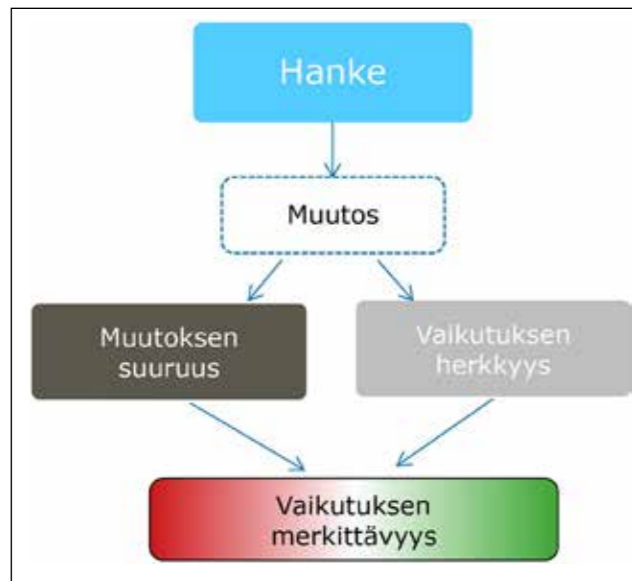 Hanke
Muutos
Muutoksen
suuruus
Vaikutuksen
herkkyys
Vaikutuksen
merkittävyys